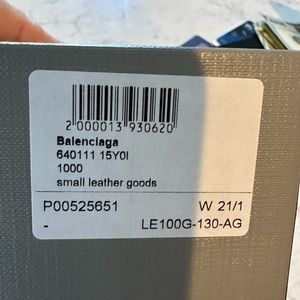 2 000013 930620
Balenciaga
640111 15Y0I
1000
small leather goods
P00525651 W 21/1
- LE100G-130-AG